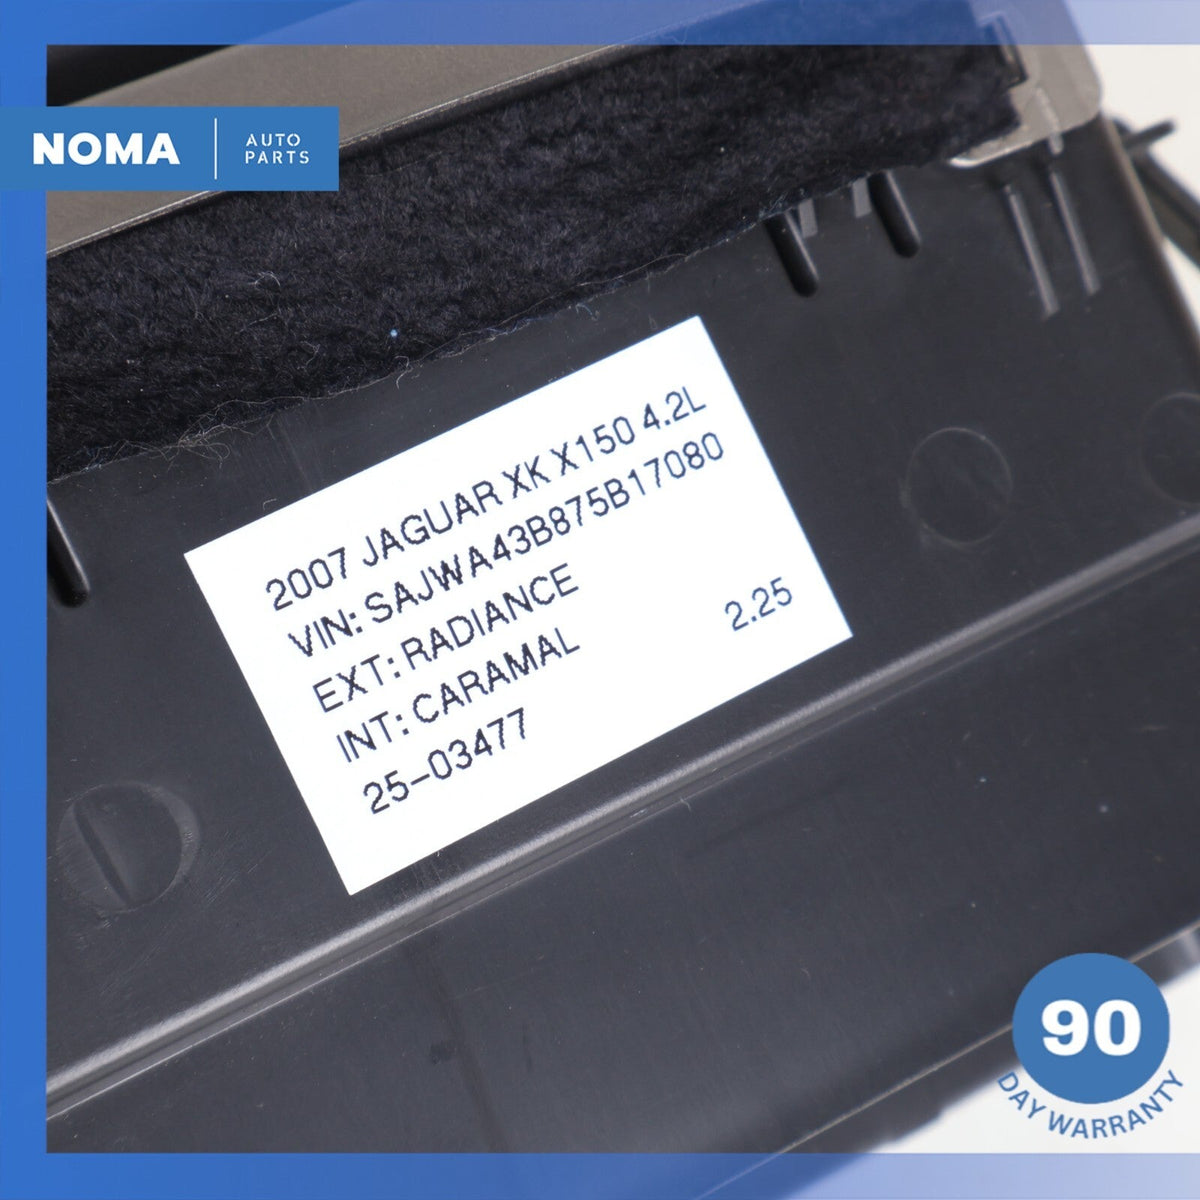 NOMA
AUTO
PARTS
2007 JAGUAR XK X150 4.2L
VIN: SAJWA43B875B17080
EXT: RADIANCE
INT: CARAMAL
2.25
25-03477
90
DAY WARRANTY